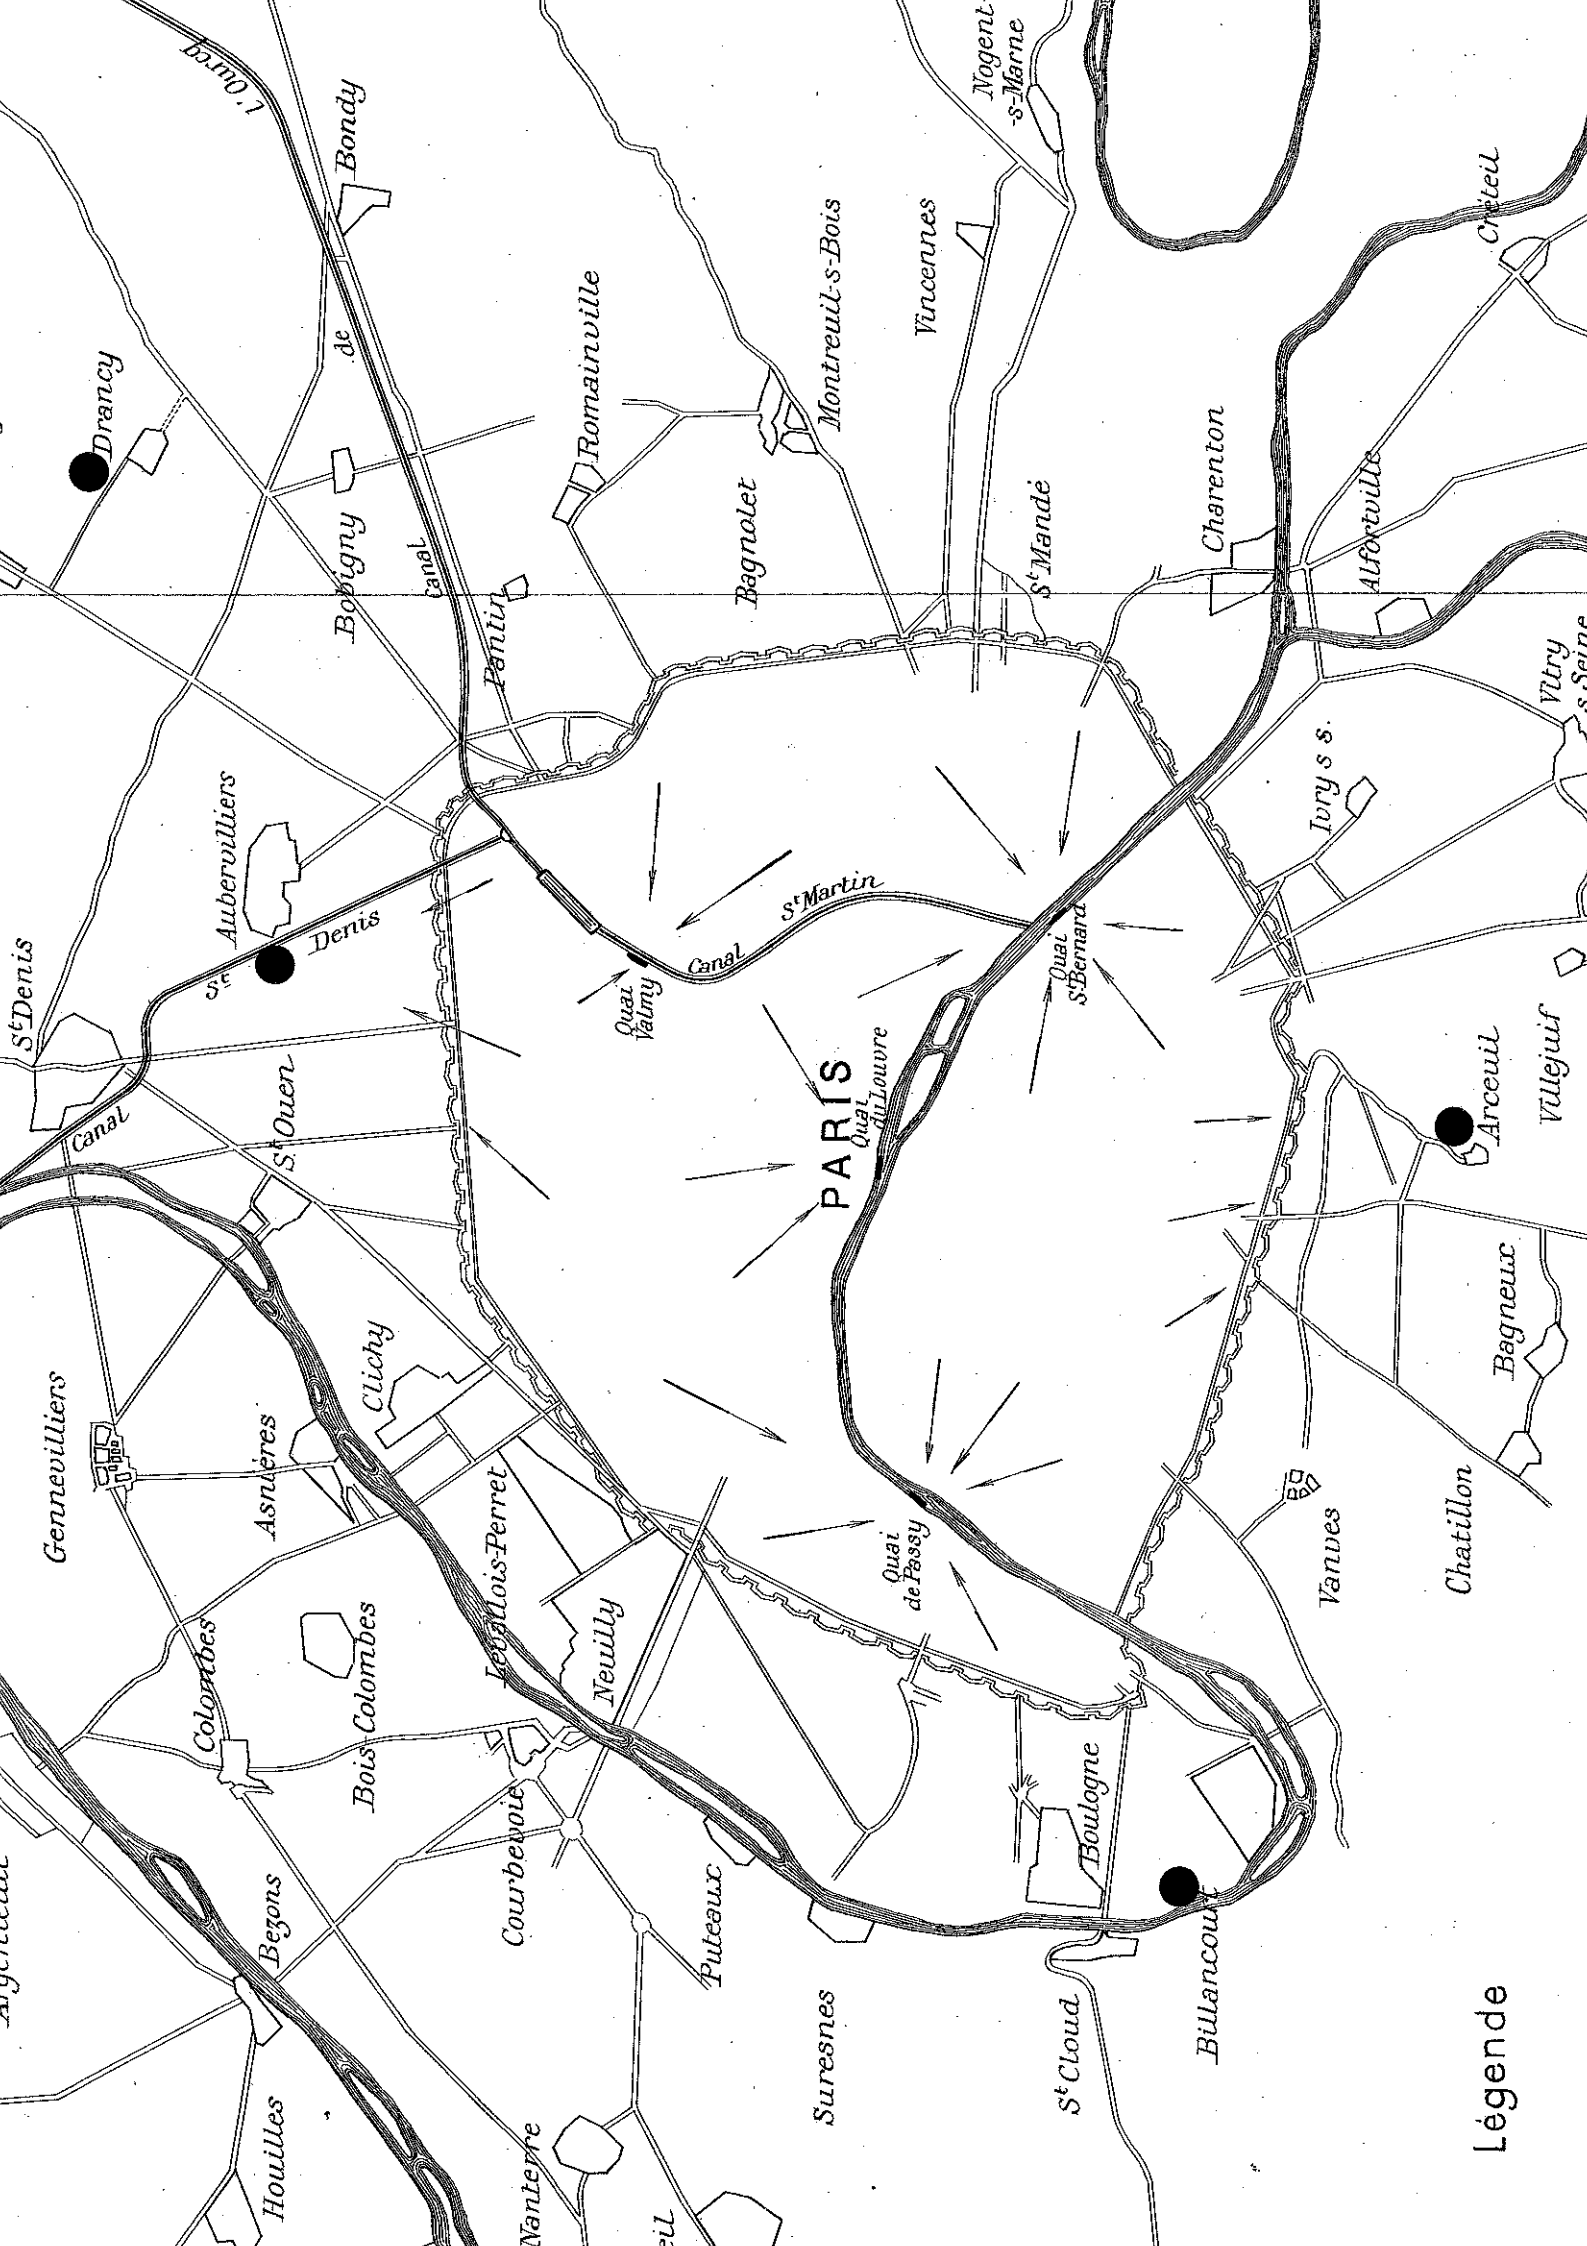 Argenteuil
Houilles
Bezons
Colombes
Bois-Colombes
Gennevilliers
Asnières
Clichy
Levallois-Perret
Neuilly
Courbevoie
Puteaux
Nanterre
Suresnes
St Cloud
Boulogne
Billancourt
St Denis
St Ouen
Aubervilliers
Canal
St
Denis
Drancy
Bobigny
Bondy
Canal
de
l'Ourcq
Pantin
Romainville
Bagnolet
Montreuil-s-Bois
Vincennes
Nogent-
-s-Marne
St Mandé
Charenton
Alfortville
Créteil
Vitry
s. Seine
Ivry s s.
Villejuif
Arceuil
Bagneux
Chatillon
Vanves
PARIS
Canal
St Martin
Quai
Valmy
Quai
St Bernard
Quai
du Louvre
Quai
de Passy
Légende